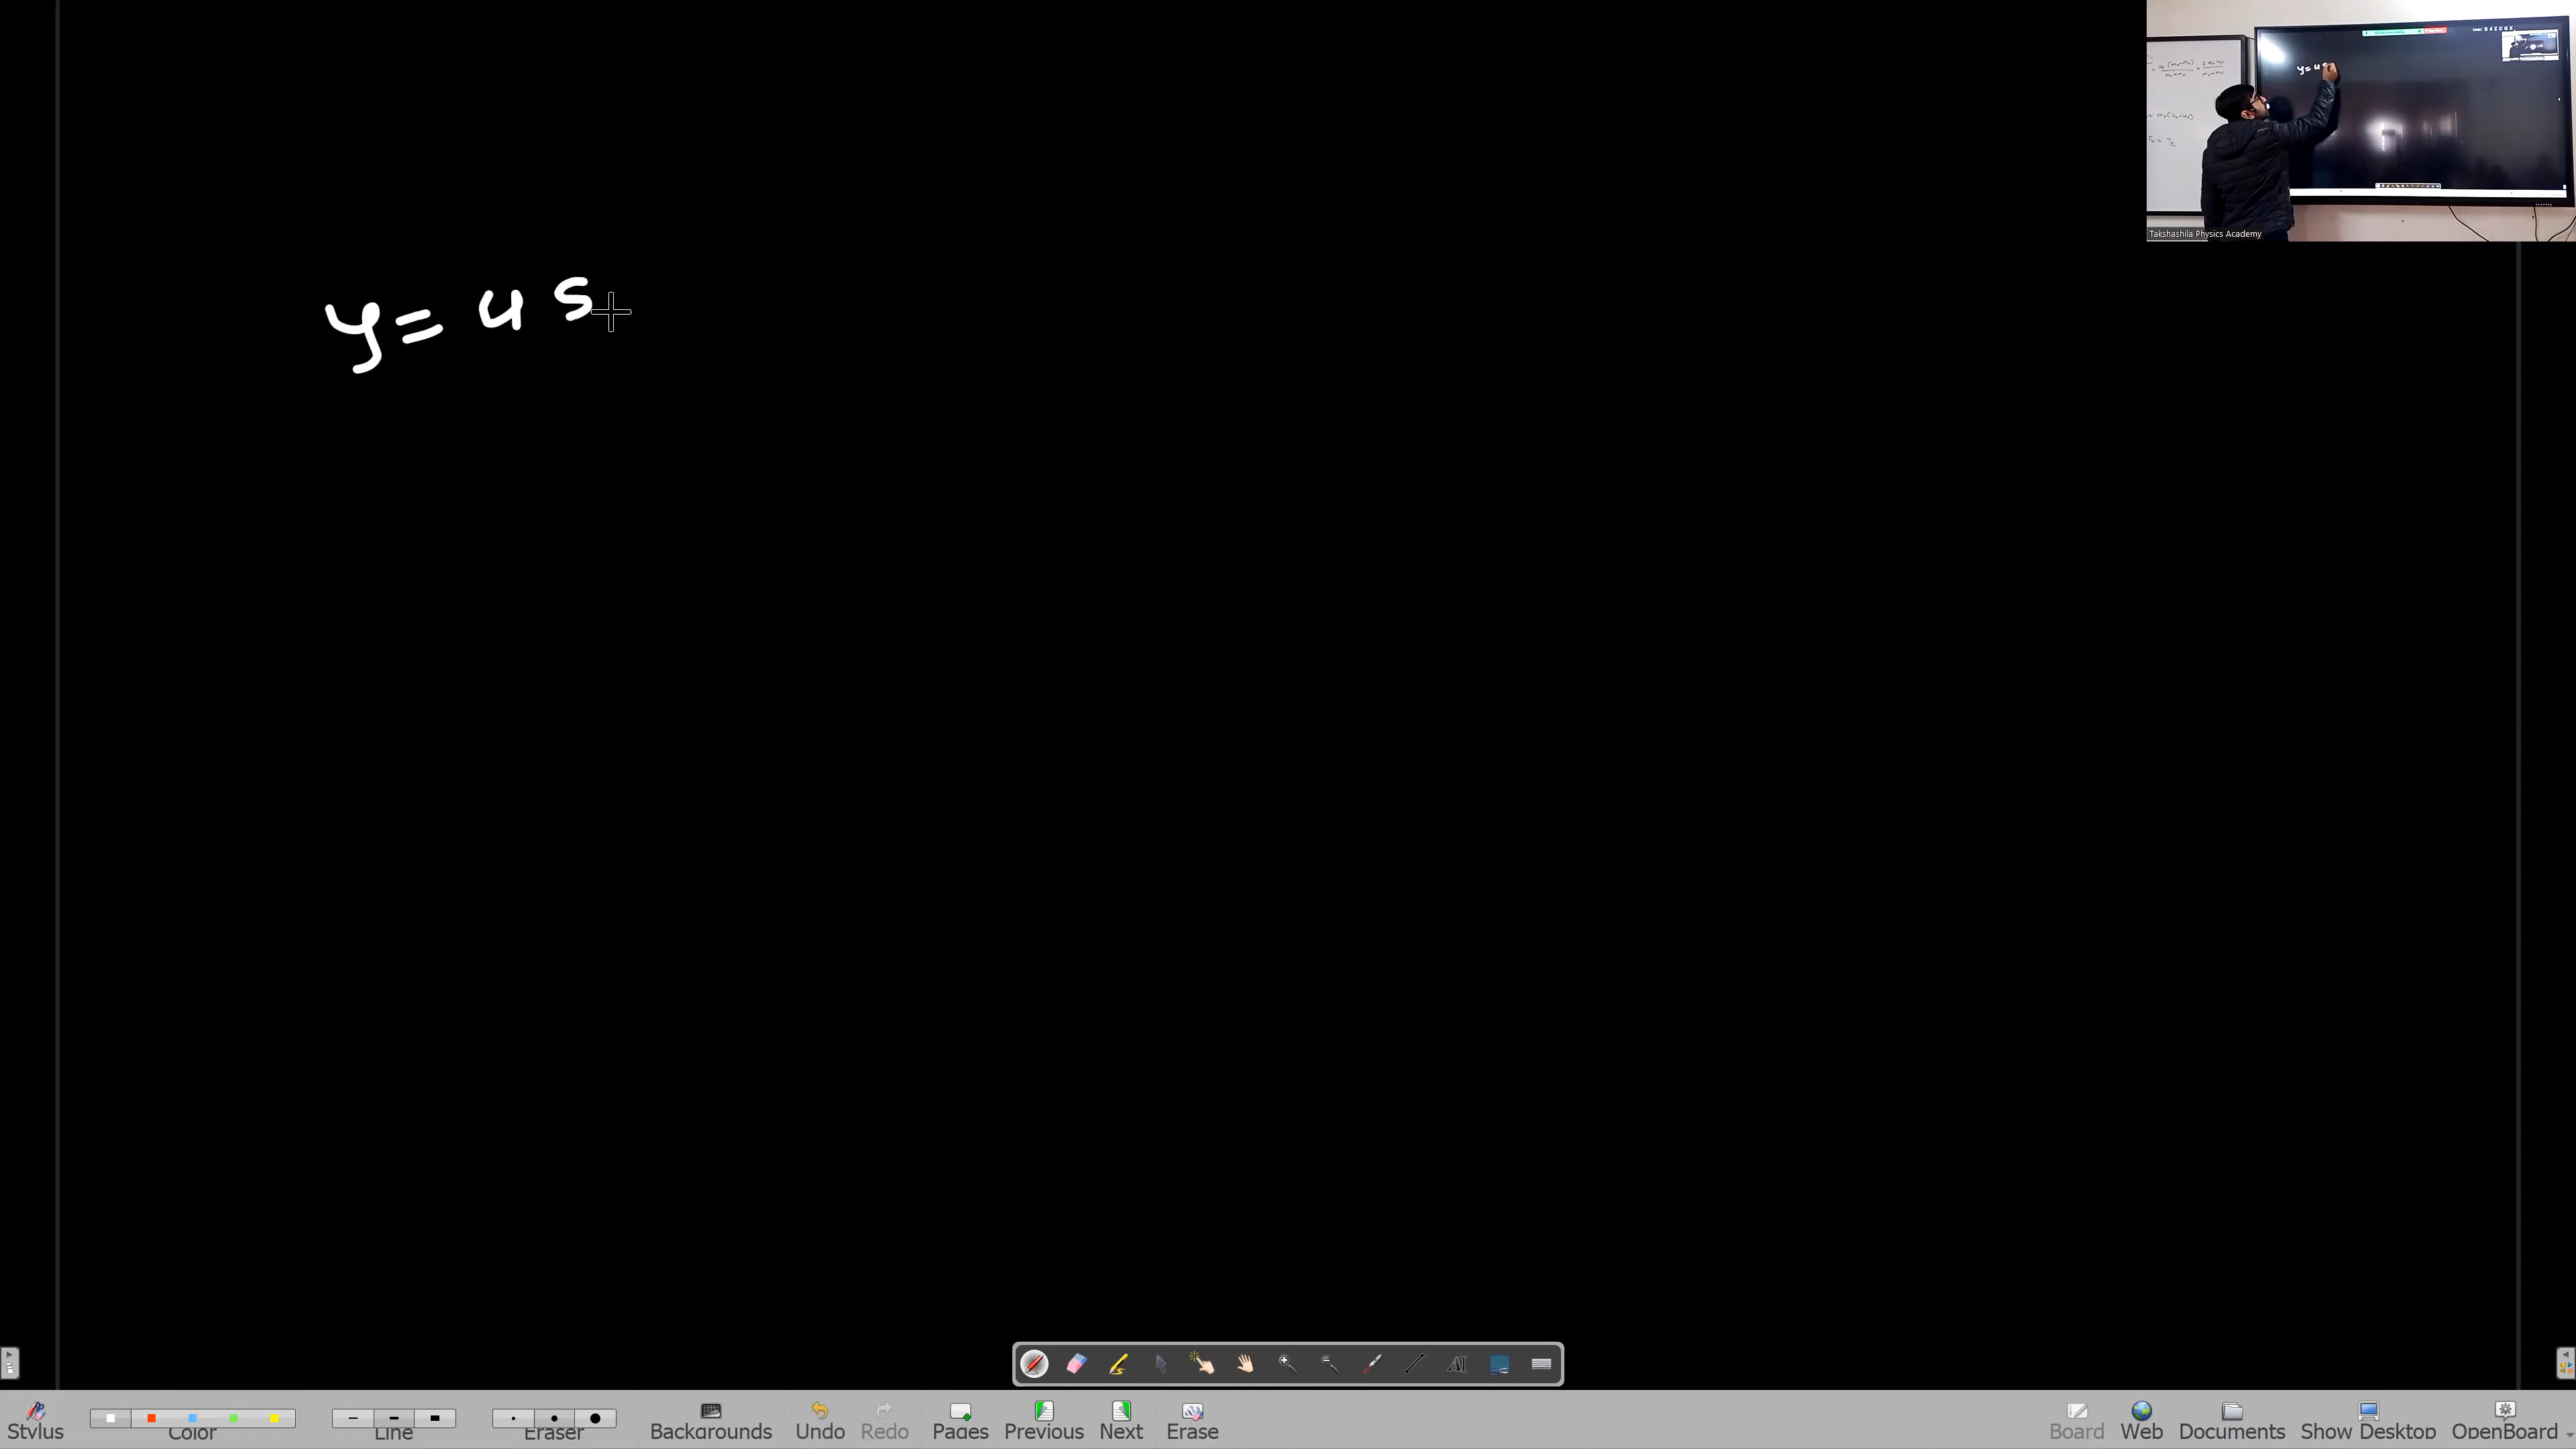 y = u s
Takshashila Physics Academy
Stylus Color Line Eraser Backgrounds Undo Redo Pages Previous Next Erase Board Web Documents Show Desktop OpenBoard